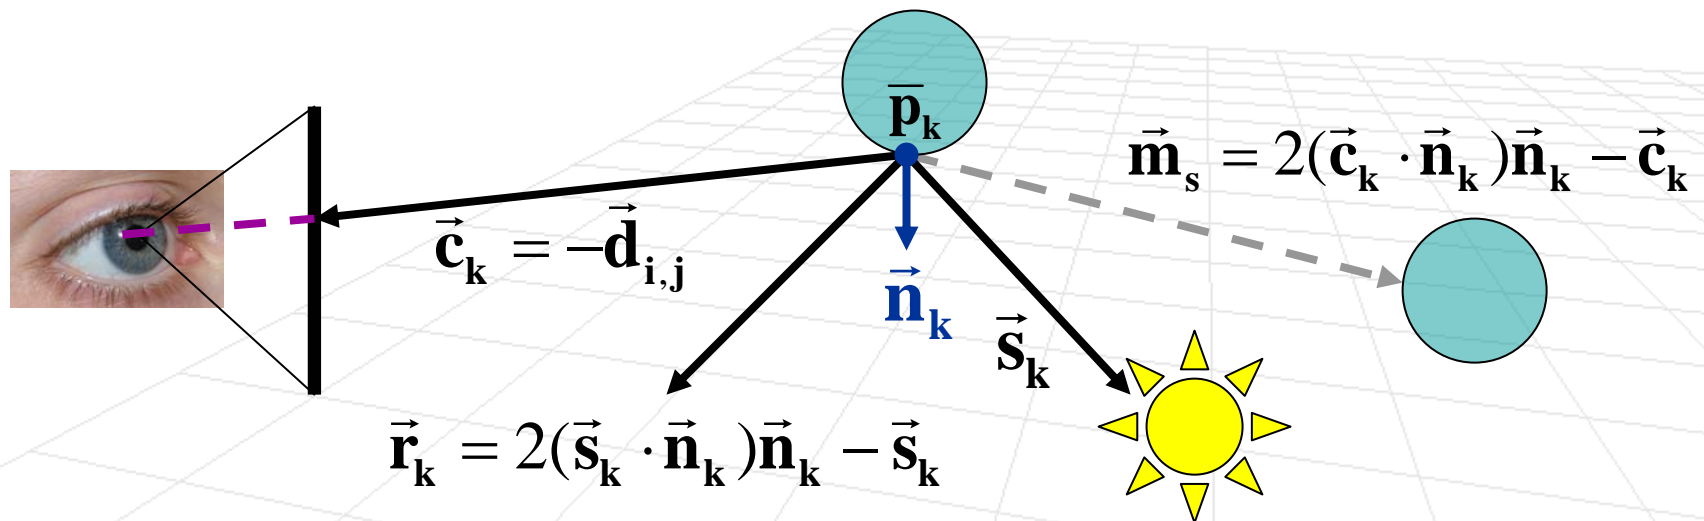 p̅ₖ
m⃗ₛ = 2(c⃗ₖ · n⃗ₖ)n⃗ₖ − c⃗ₖ
c⃗ₖ = −d⃗ᵢ,ⱼ
n⃗ₖ
s⃗ₖ
r⃗ₖ = 2(s⃗ₖ · n⃗ₖ)n⃗ₖ − s⃗ₖ